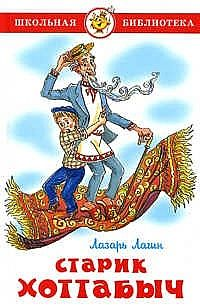 ШКОЛЬНАЯ БИБЛИОТЕКА
Лазарь Лагин
СТАРИК
ХОТТАБЫЧ